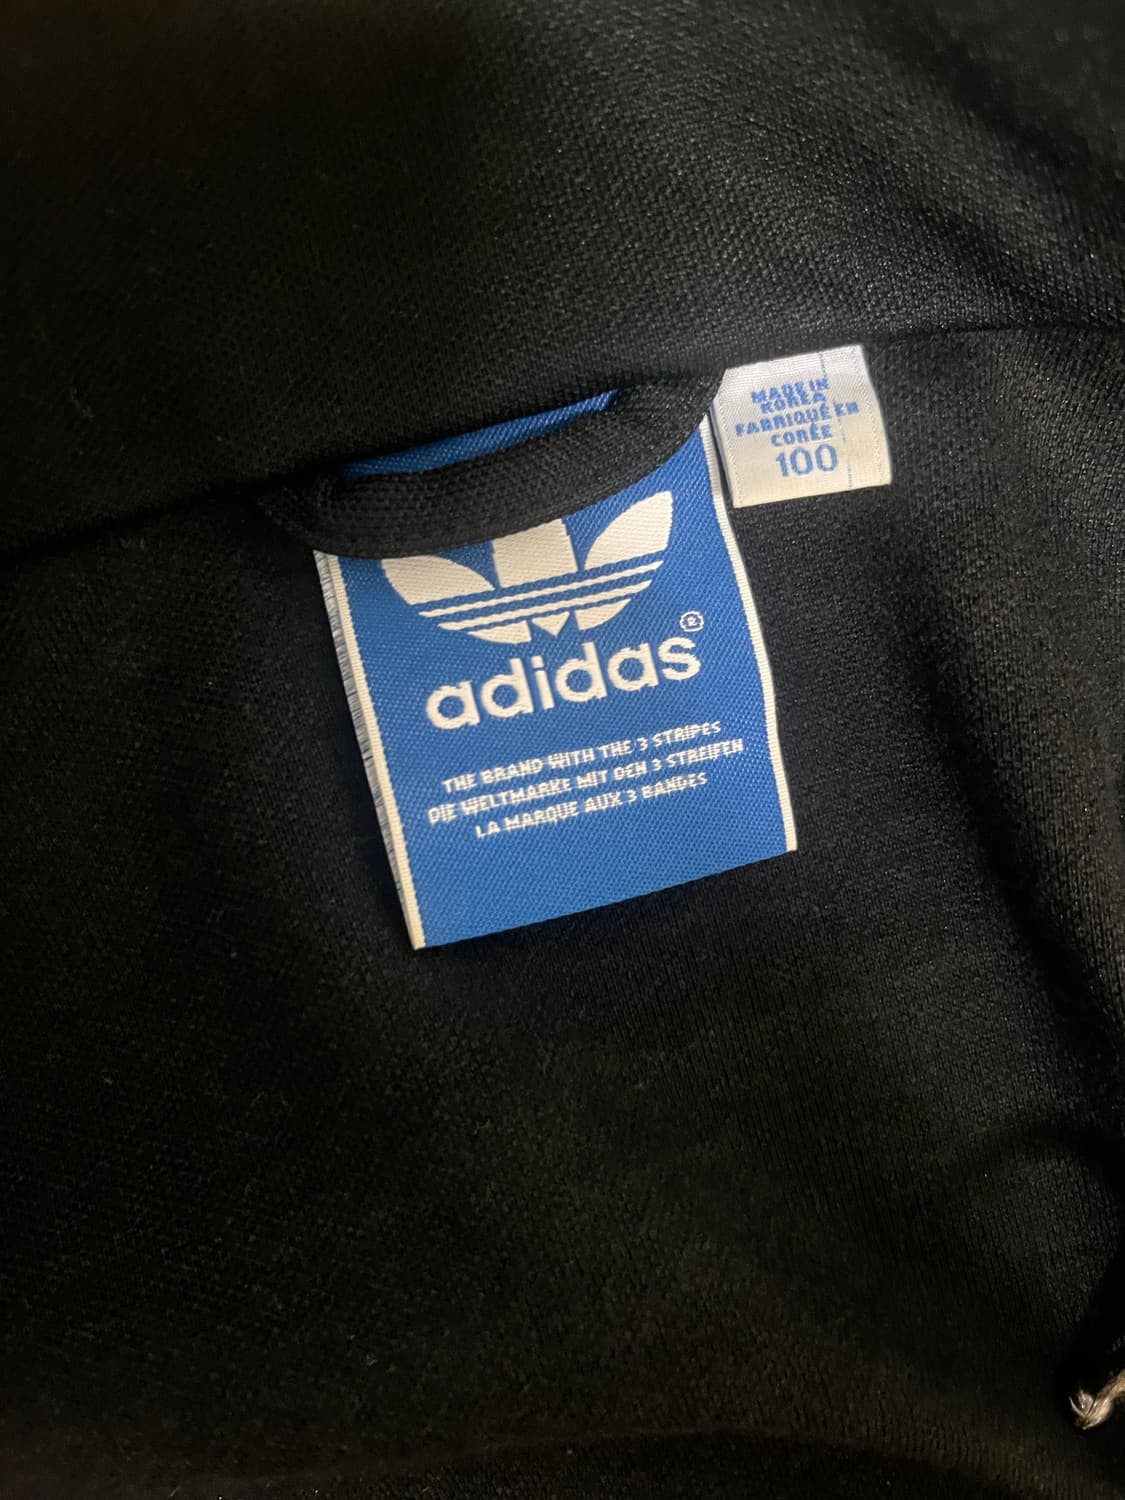 MADE IN
KOREA
FABRIQUÉ EN
CORÉE
100
adidas®
THE BRAND WITH THE 3 STRIPES
DIE WELTMARKE MIT DEN 3 STREIFEN
LA MARQUE AUX 3 BANDES